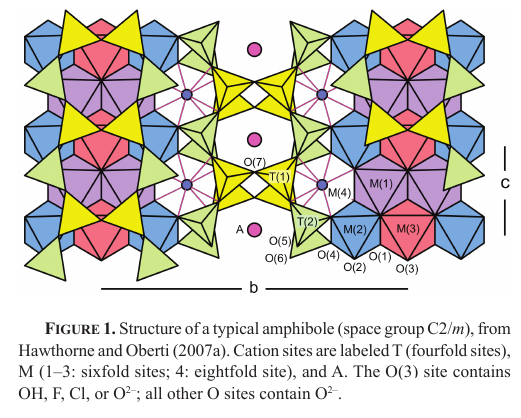 O(7)
T(1)
M(4)
M(1)
c
A
T(2)
M(2)
M(3)
O(5)
O(4)
O(1)
O(6)
O(2)
O(3)
b
FIGURE 1. Structure of a typical amphibole (space group C2/m), from
Hawthorne and Oberti (2007a). Cation sites are labeled T (fourfold sites),
M (1–3: sixfold sites; 4: eightfold site), and A. The O(3) site contains
OH, F, Cl, or O²⁻; all other O sites contain O²⁻.